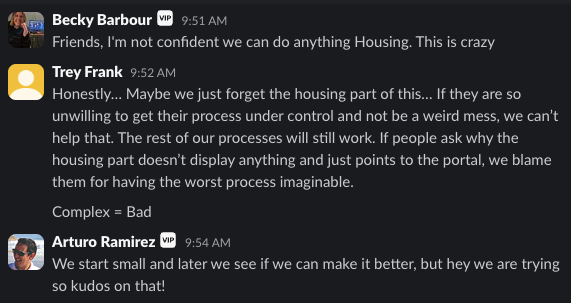 Becky Barbour VIP 9:51 AM
Friends, I'm not confident we can do anything Housing. This is crazy
Trey Frank 9:52 AM
Honestly... Maybe we just forget the housing part of this... If they are so
unwilling to get their process under control and not be a weird mess, we can't
help that. The rest of our processes will still work. If people ask why the
housing part doesn't display anything and just points to the portal, we blame
them for having the worst process imaginable.
Complex = Bad
Arturo Ramirez VIP 9:54 AM
We start small and later we see if we can make it better, but hey we are trying
so kudos on that!